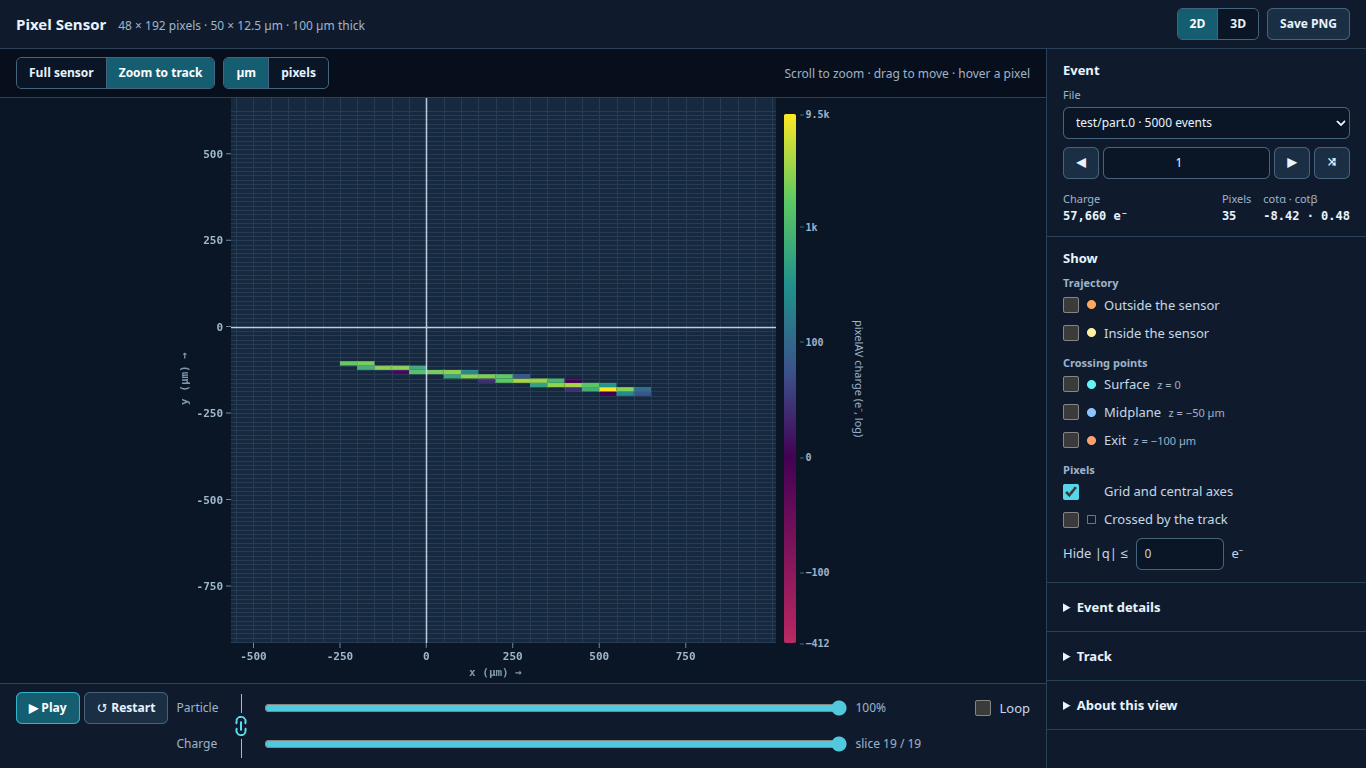 Pixel Sensor 48 × 192 pixels · 50 × 12.5 μm · 100 μm thick
2D 3D Save PNG
Full sensor Zoom to track μm pixels Scroll to zoom · drag to move · hover a pixel
500
250
0
-250
-500
-750
y (μm) →
-500 -250 0 250 500 750
x (μm) →
9.5k
1k
100
0
−100
−412
pixelAV charge (e⁻, log)
▶ Play ↺ Restart Particle 100% Loop
Charge slice 19 / 19
Event
File
test/part.0 · 5000 events
◀ 1 ▶ ⤨
Charge Pixels cotα · cotβ
57,660 e⁻ 35 -8.42 · 0.48
Show
Trajectory
Outside the sensor
Inside the sensor
Crossing points
Surface z = 0
Midplane z = −50 μm
Exit z = −100 μm
Pixels
Grid and central axes
Crossed by the track
Hide |q| ≤ 0 e⁻
▶ Event details
▶ Track
▶ About this view